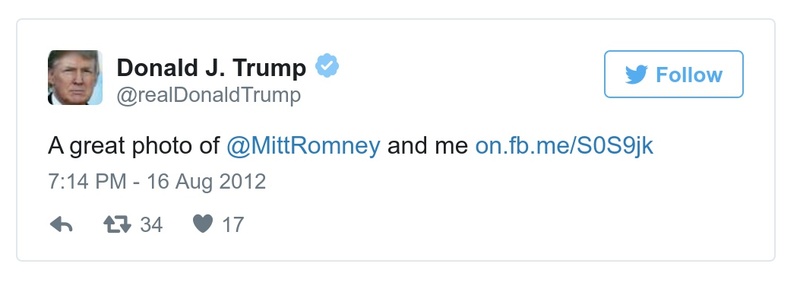 Donald J. Trump
@realDonaldTrump
Follow
A great photo of @MittRomney and me on.fb.me/S0S9jk
7:14 PM - 16 Aug 2012
34 17